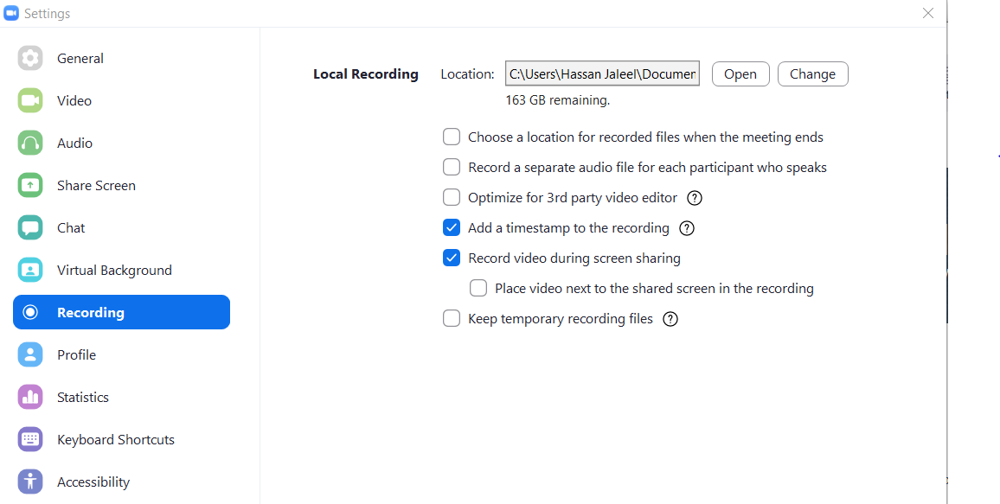 Settings
General
Video
Audio
Share Screen
Chat
Virtual Background
Recording
Profile
Statistics
Keyboard Shortcuts
Accessibility
Local Recording Location: C:\Users\Hassan Jaleel\Documen Open Change
163 GB remaining.
Choose a location for recorded files when the meeting ends
Record a separate audio file for each participant who speaks
Optimize for 3rd party video editor ?
Add a timestamp to the recording ?
Record video during screen sharing
Place video next to the shared screen in the recording
Keep temporary recording files ?